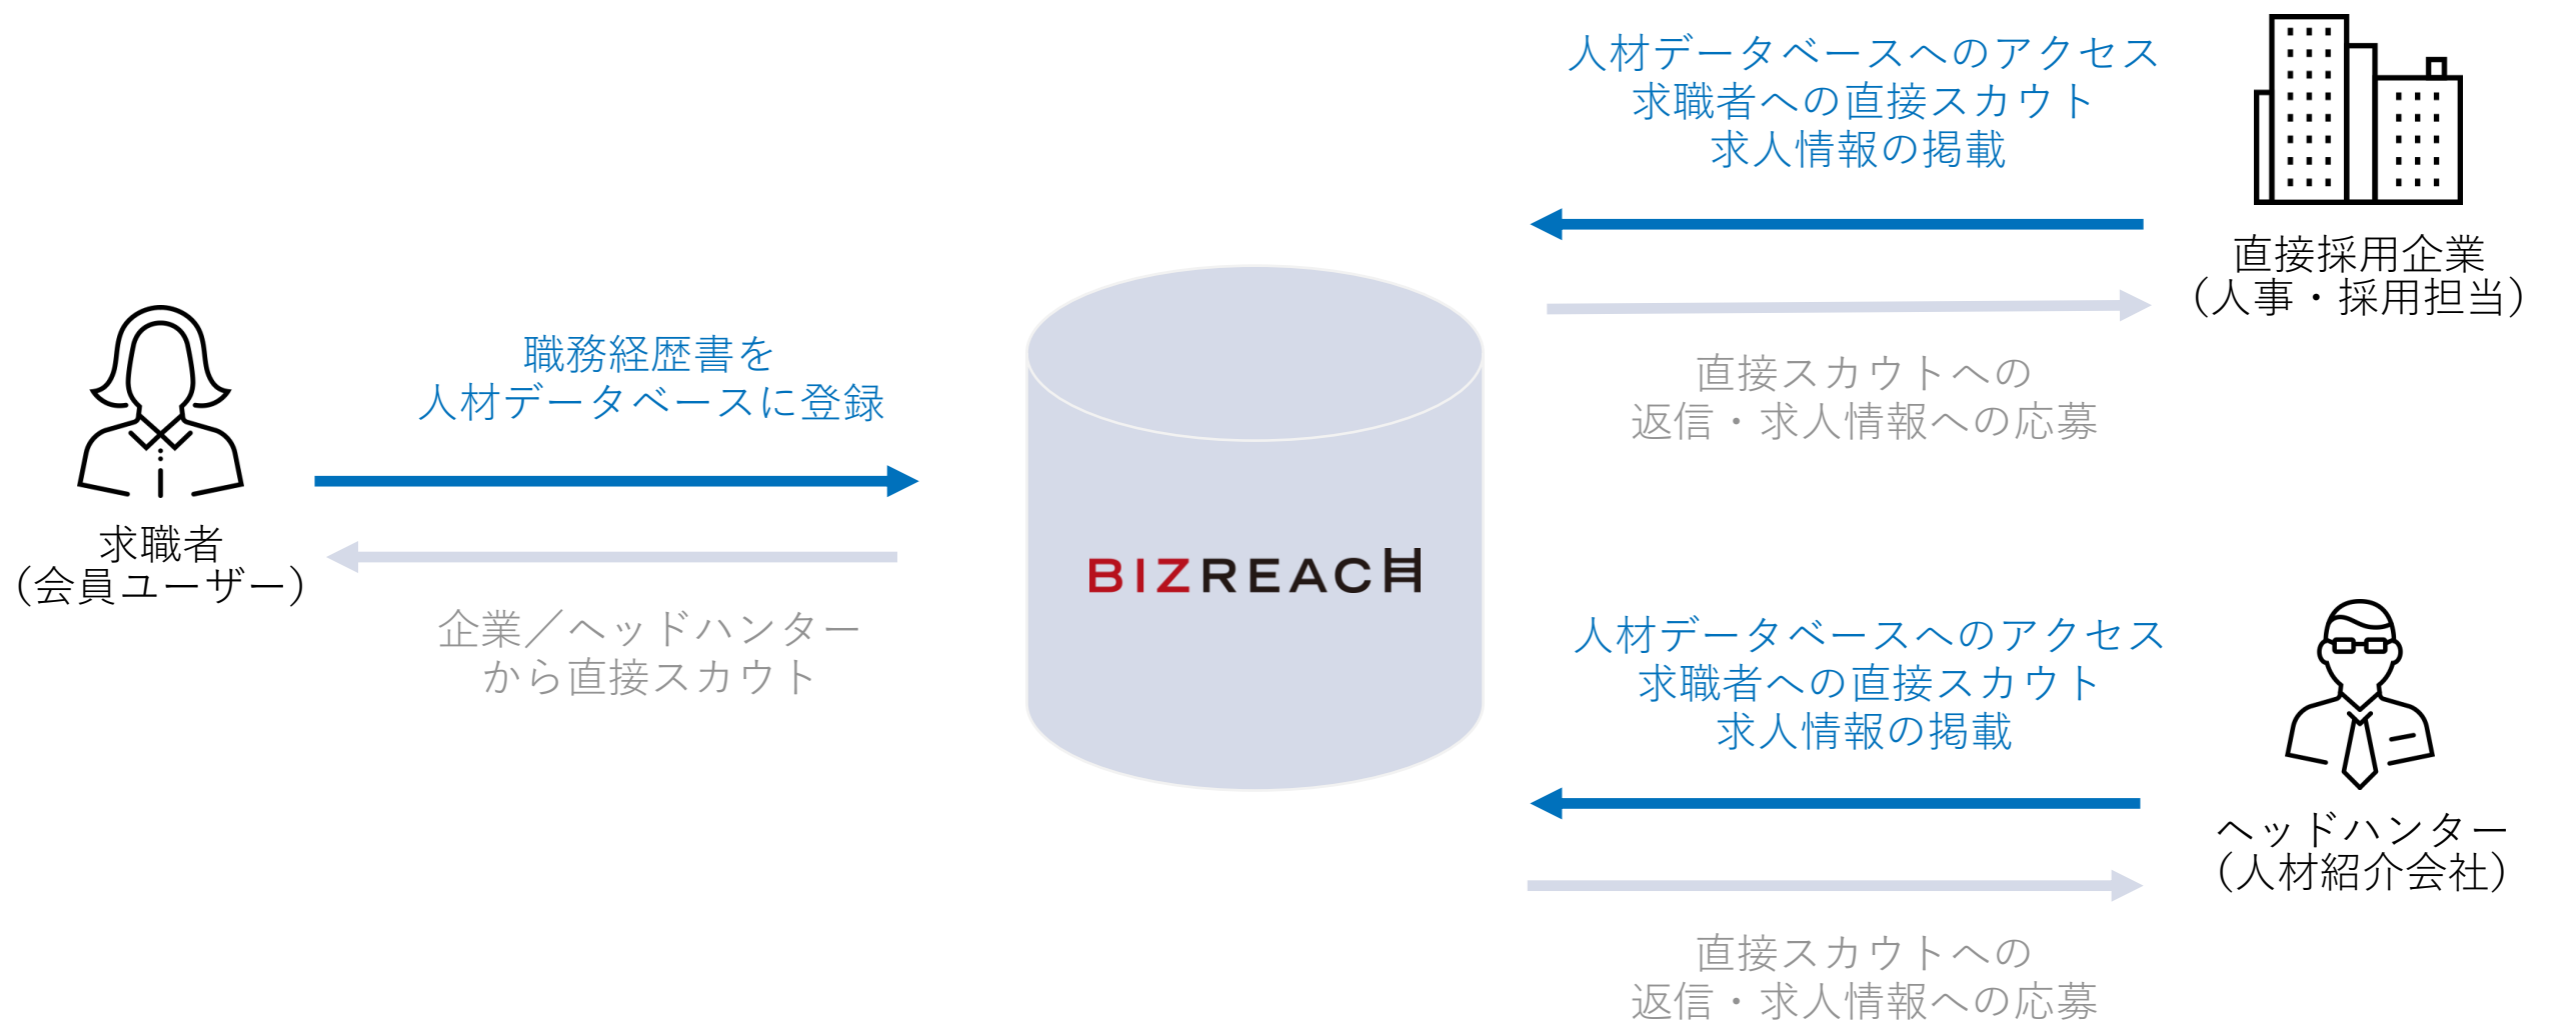 職務経歴書を
人材データベースに登録
求職者
（会員ユーザー）
企業／ヘッドハンター
から直接スカウト
BIZREACH
人材データベースへのアクセス
求職者への直接スカウト
求人情報の掲載
直接採用企業
（人事・採用担当）
直接スカウトへの
返信・求人情報への応募
人材データベースへのアクセス
求職者への直接スカウト
求人情報の掲載
ヘッドハンター
（人材紹介会社）
直接スカウトへの
返信・求人情報への応募